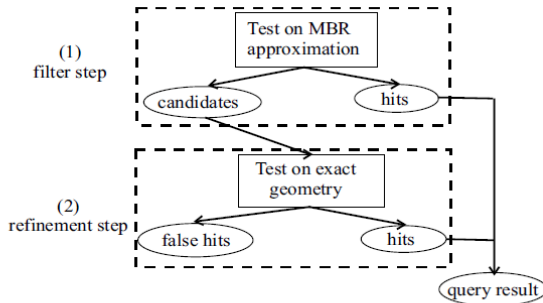 (1)
filter step
Test on MBR
approximation
candidates
hits
(2)
refinement step
Test on exact
geometry
false hits
hits
query result